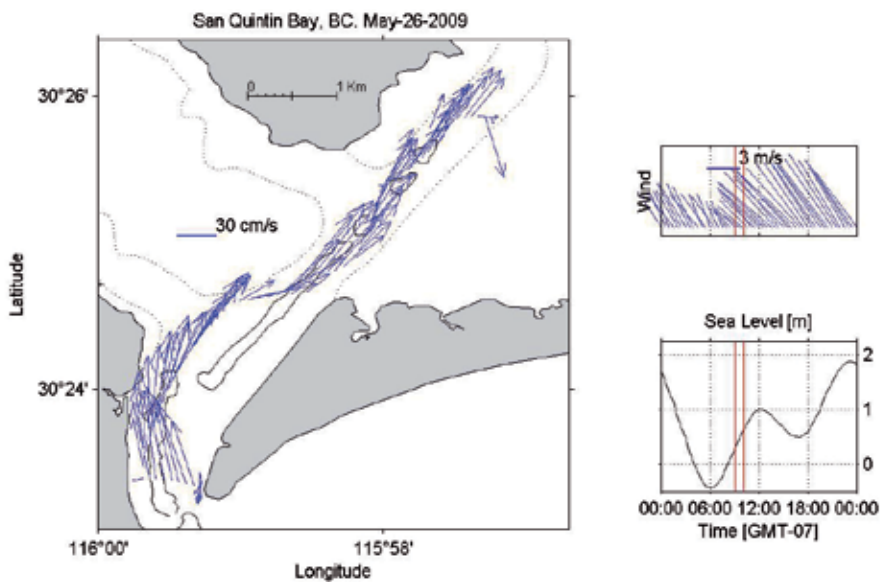 San Quintin Bay, BC. May-26-2009
0 1 Km
30°26'
30 cm/s
Latitude
30°24'
116°00' 115°58'
Longitude
3 m/s
Wind
Sea Level [m]
2
1
0
00:00 06:00 12:00 18:00 00:00
Time [GMT-07]